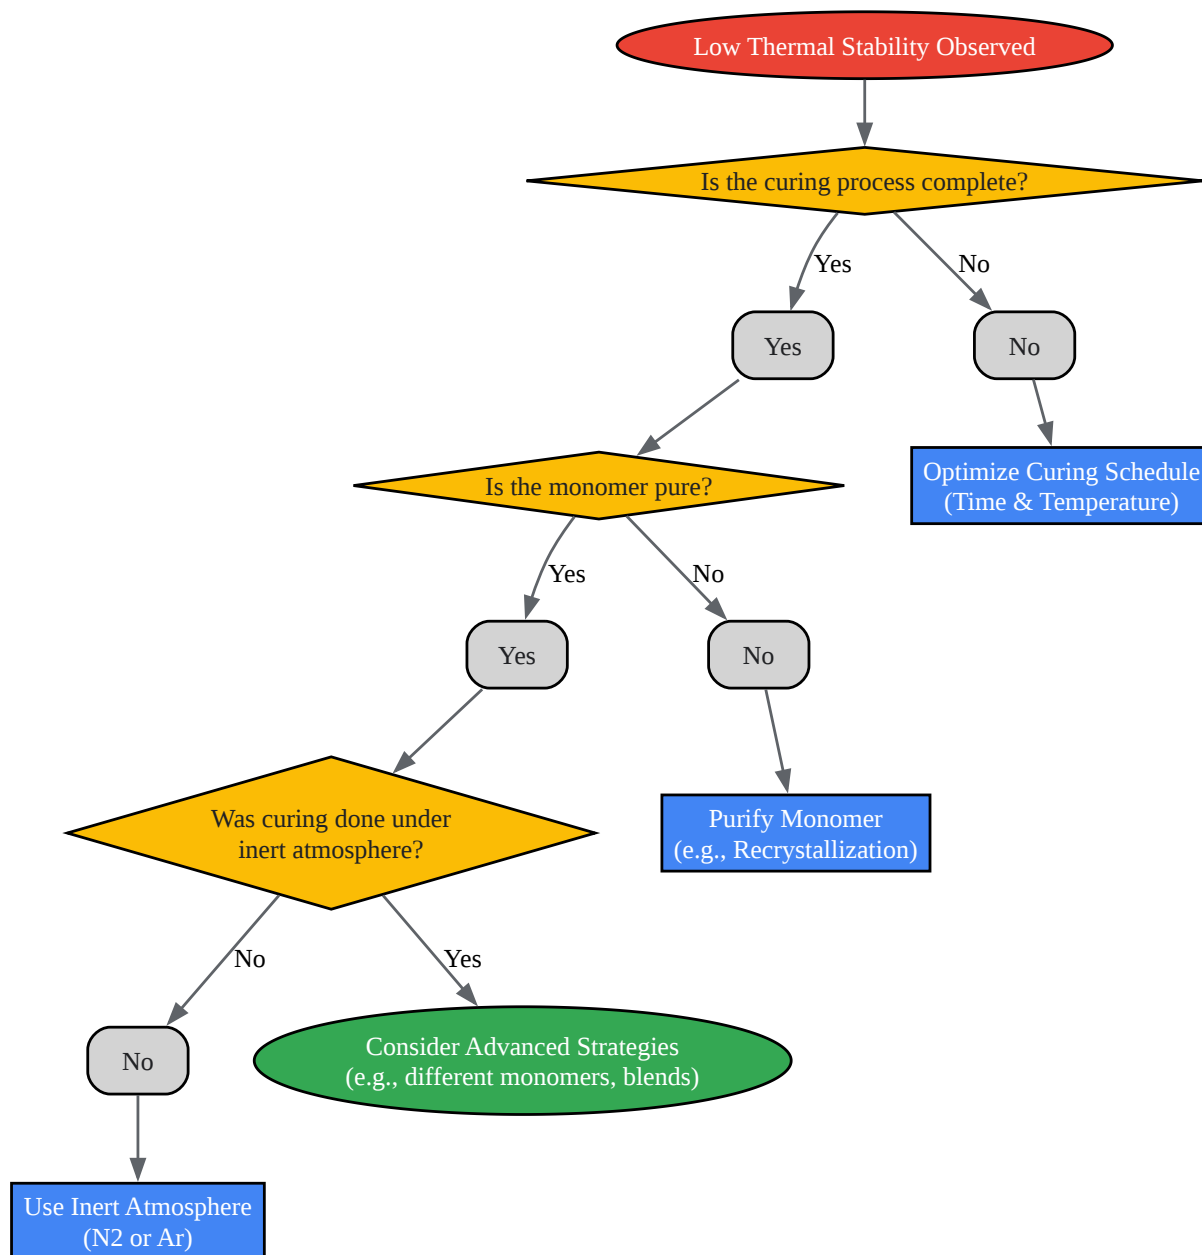 Low Thermal Stability Observed
Is the curing process complete?
Yes
No
Yes
No
Optimize Curing Schedule
(Time & Temperature)
Is the monomer pure?
Yes
No
Yes
No
Purify Monomer
(e.g., Recrystallization)
Was curing done under
inert atmosphere?
No
Yes
No
Consider Advanced Strategies
(e.g., different monomers, blends)
Use Inert Atmosphere
(N2 or Ar)